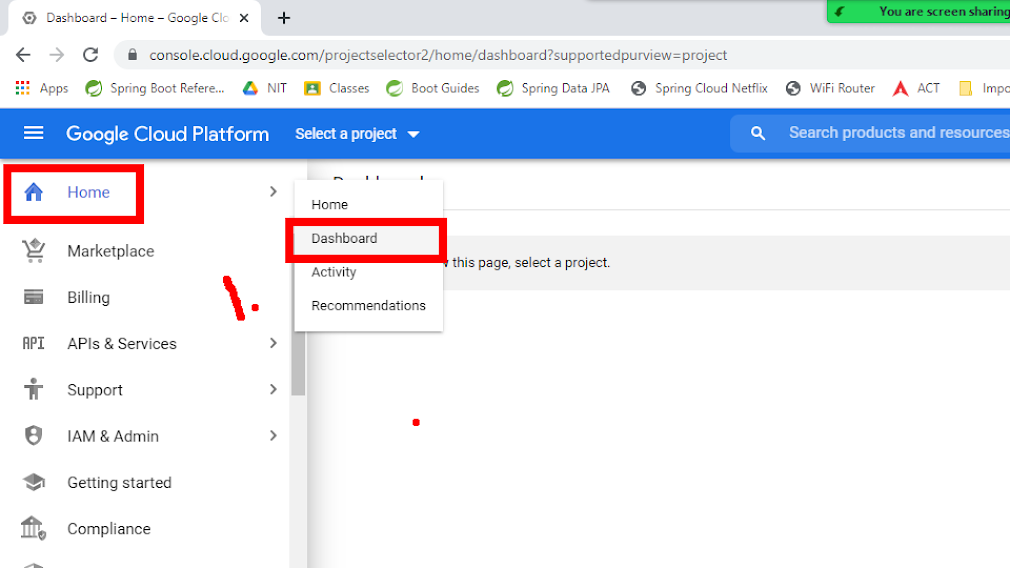 Dashboard – Home – Google Clo
You are screen sharing
console.cloud.google.com/projectselector2/home/dashboard?supportedpurview=project
Apps Spring Boot Refere... NIT Classes Boot Guides Spring Data JPA Spring Cloud Netflix WiFi Router ACT Impo
Google Cloud Platform Select a project Search products and resources
Home
Marketplace
Billing
API APIs & Services
Support
IAM & Admin
Getting started
Compliance
Home
Dashboard
Activity
Recommendations
this page, select a project.
1.